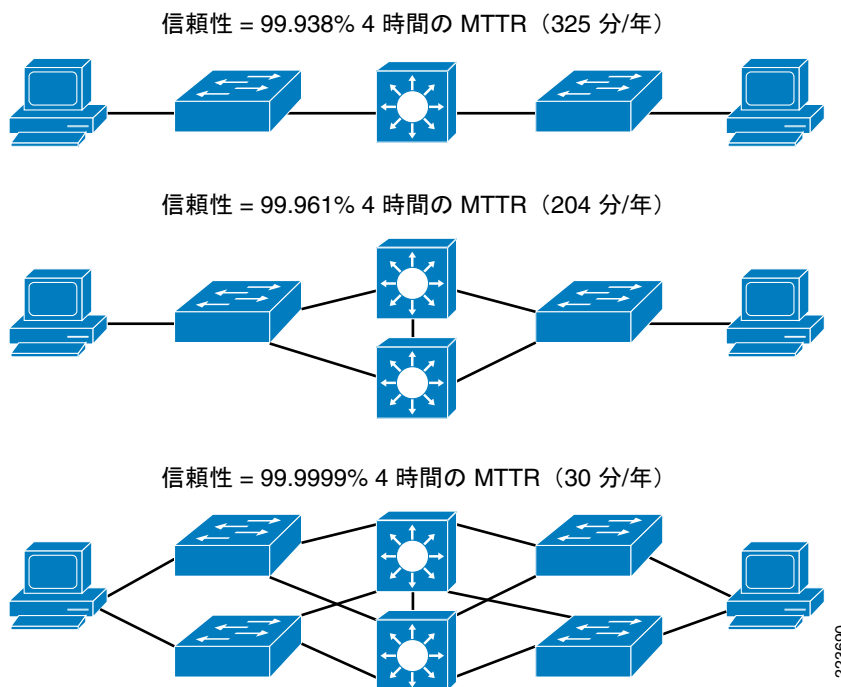 信頼性 = 99.938% 4 時間の MTTR（325 分/年）
信頼性 = 99.961% 4 時間の MTTR（204 分/年）
信頼性 = 99.9999% 4 時間の MTTR（30 分/年）
223690